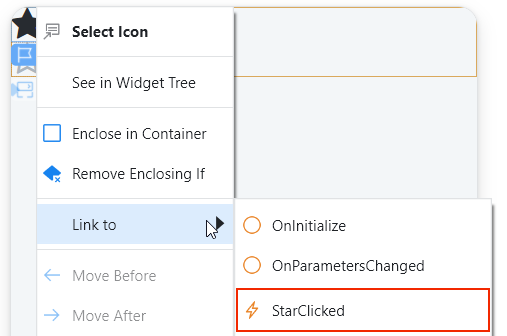 Select Icon
See in Widget Tree
Enclose in Container
Remove Enclosing If
Link to
OnInitialize
OnParametersChanged
StarClicked
Move Before
Move After